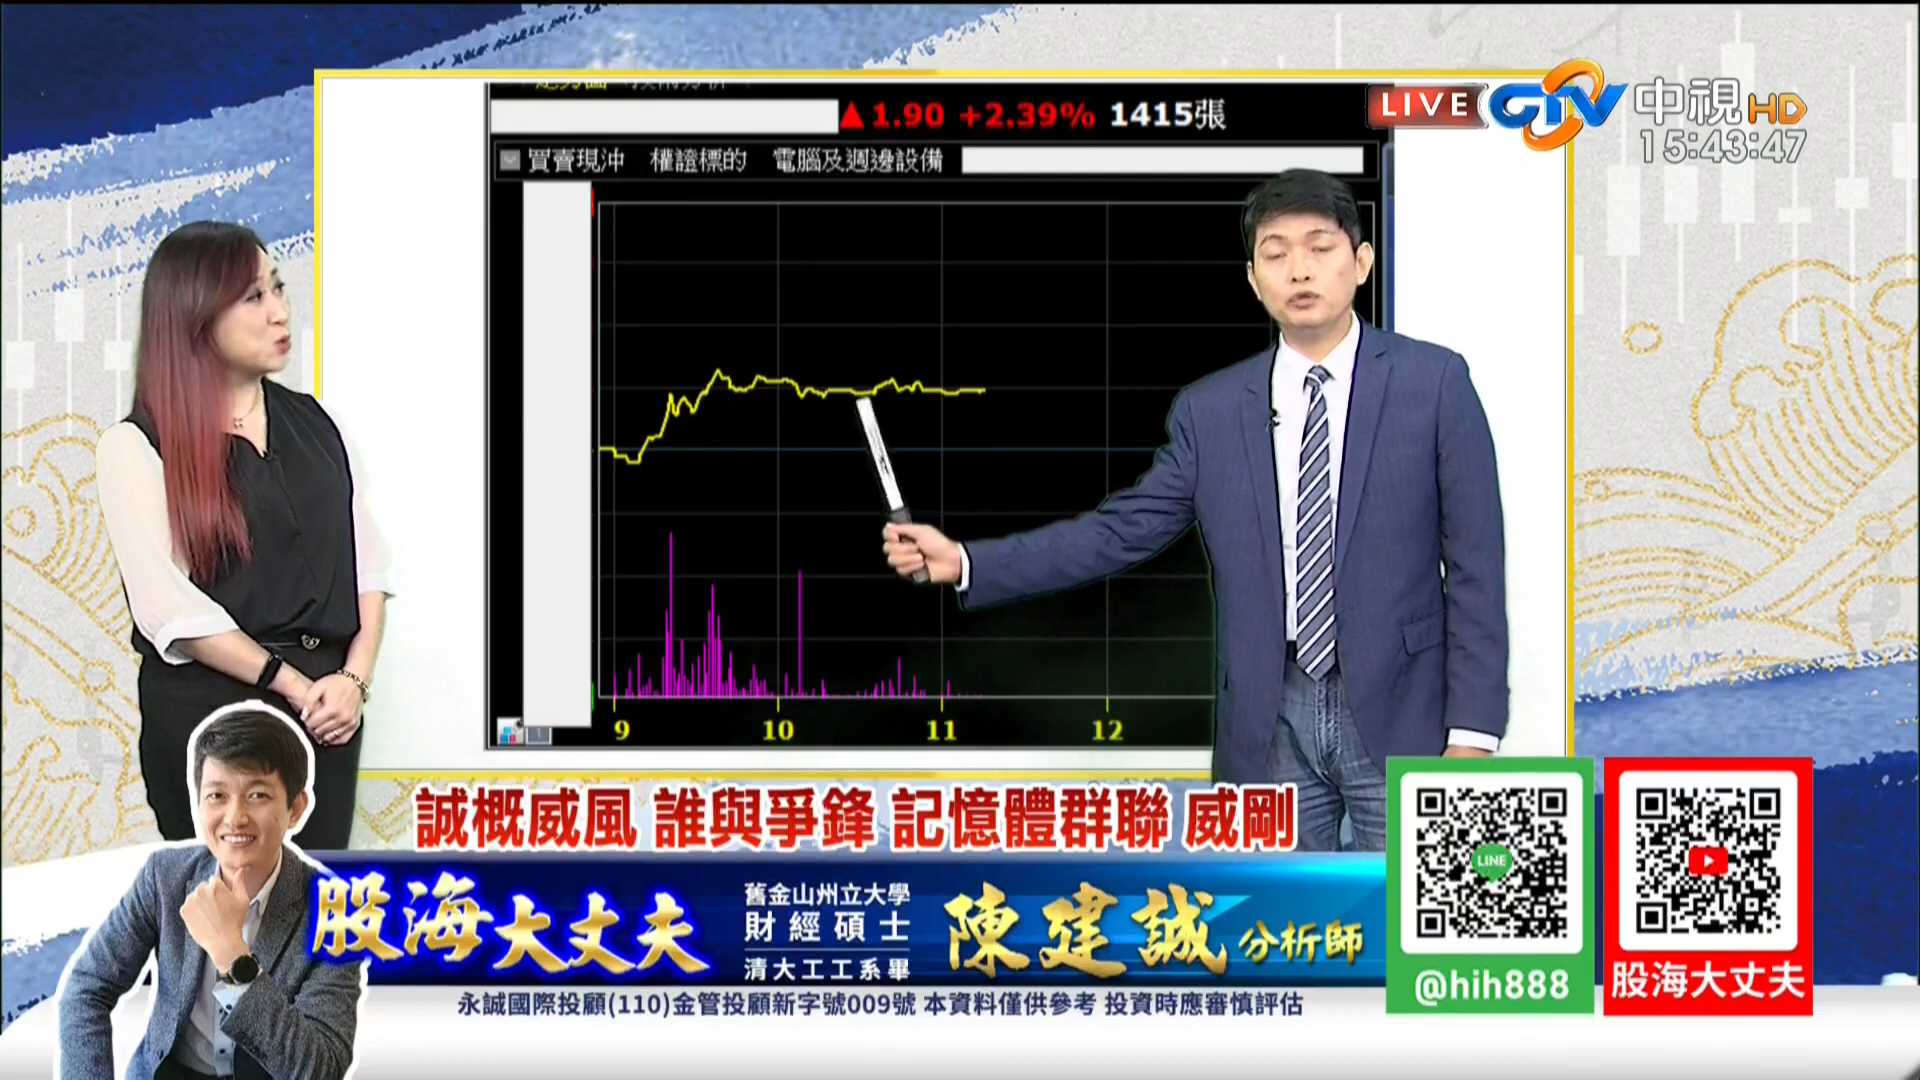 ▲1.90 +2.39% 1415張
LIVE CTV 中視HD
15:43:47
買賣現沖 權證標的 電腦及週邊設備
9 10 11 12
誠概威風 誰與爭鋒 記憶體群聯 威剛
股海大丈夫
舊金山州立大學
財經碩士
清大工工系畢
陳建誠 分析師
LINE
@hih888
股海大丈夫
永誠國際投顧(110)金管投顧新字號009號 本資料僅供參考 投資時應審慎評估